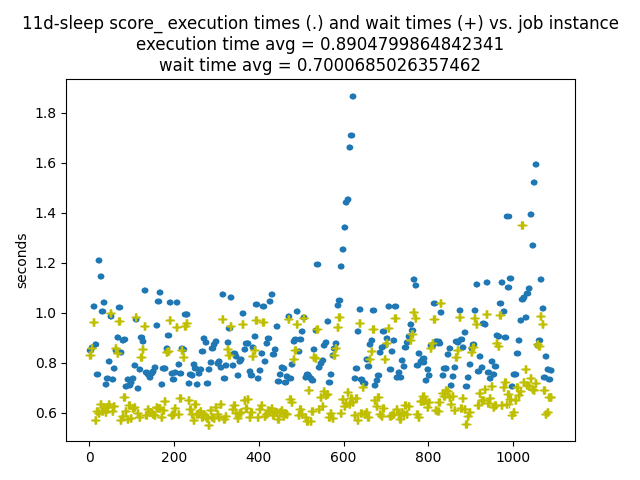 11d-sleep score_ execution times (.) and wait times (+) vs. job instance
execution time avg = 0.8904799864842341
wait time avg = 0.7000685026357462
1.8
1.6
1.4
1.2
1.0
0.8
0.6
seconds
0 200 400 600 800 1000